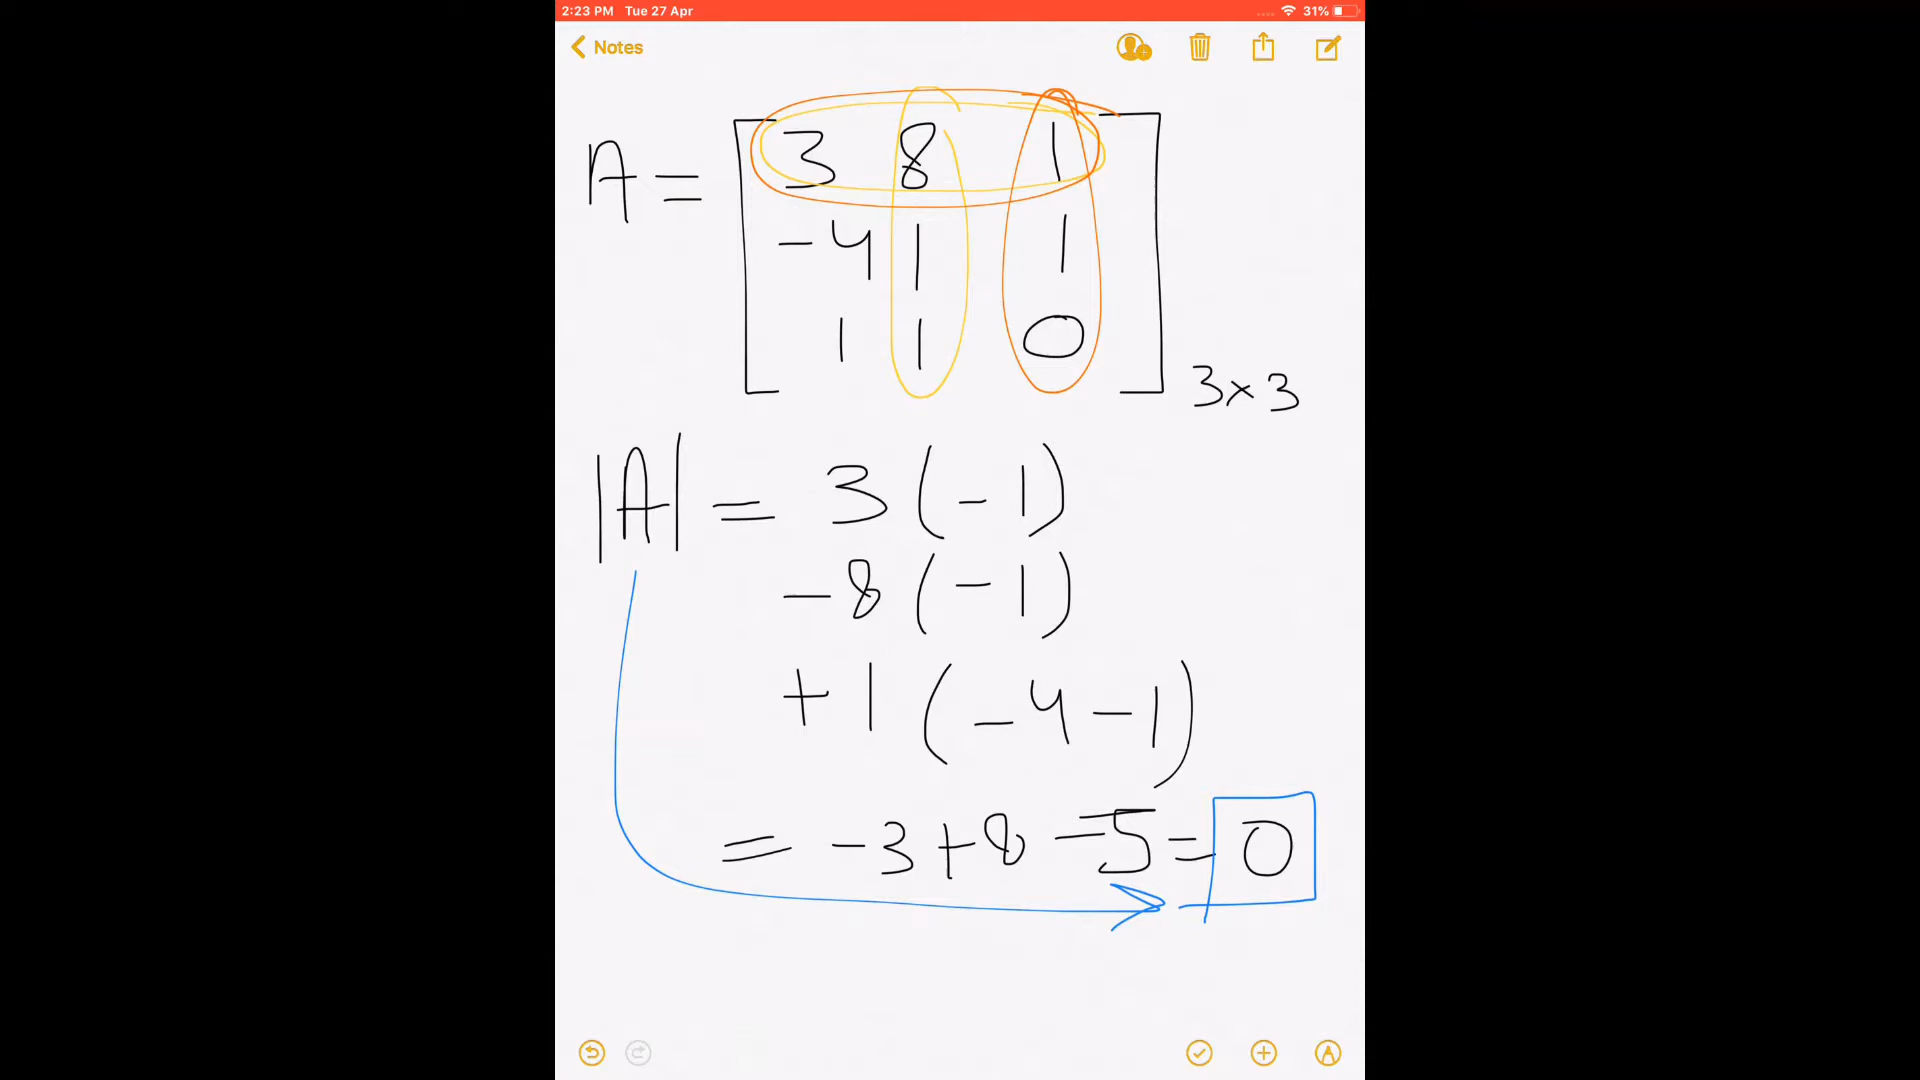 2:23 PM Tue 27 Apr 31%
Notes
A = [ 3 8 1
-4 1 1
1 1 0 ] 3×3
|A| = 3 (-1)
-8 (-1)
+1 (-4-1)
= -3+8-5 = 0